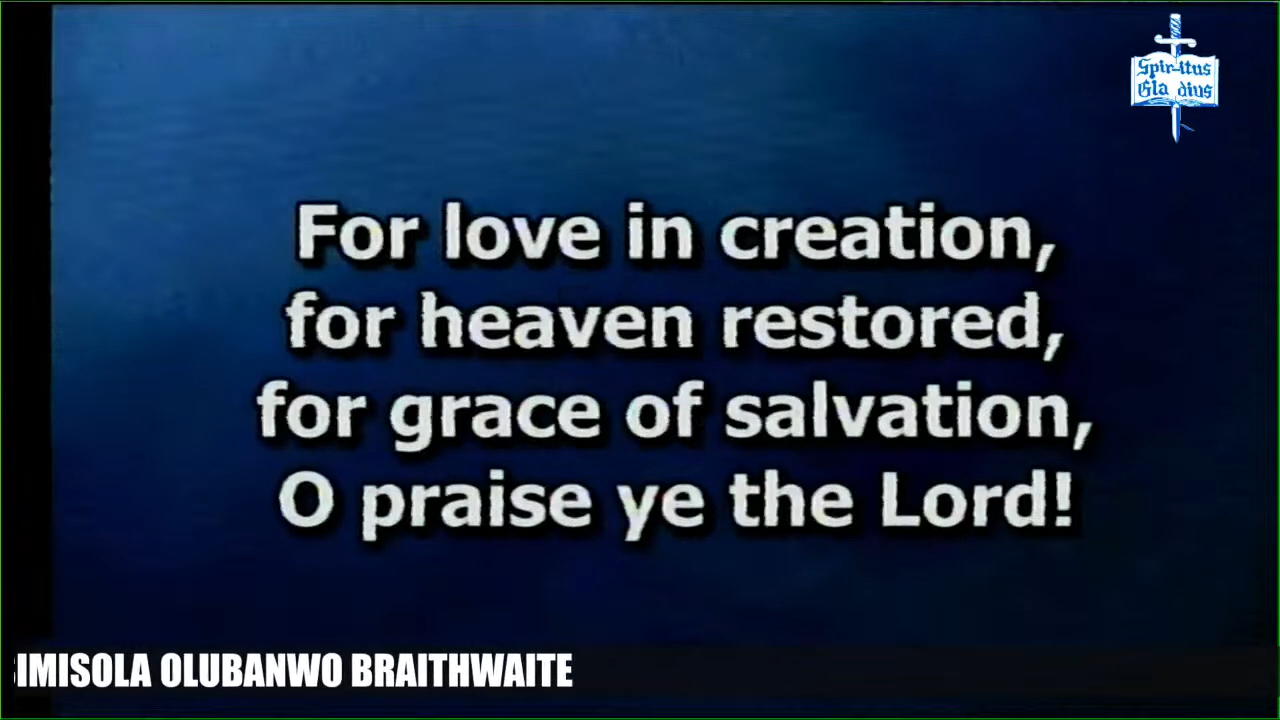 Spiritus
Gladius
For love in creation,
for heaven restored,
for grace of salvation,
O praise ye the Lord!
SIMISOLA OLUBANWO BRAITHWAITE